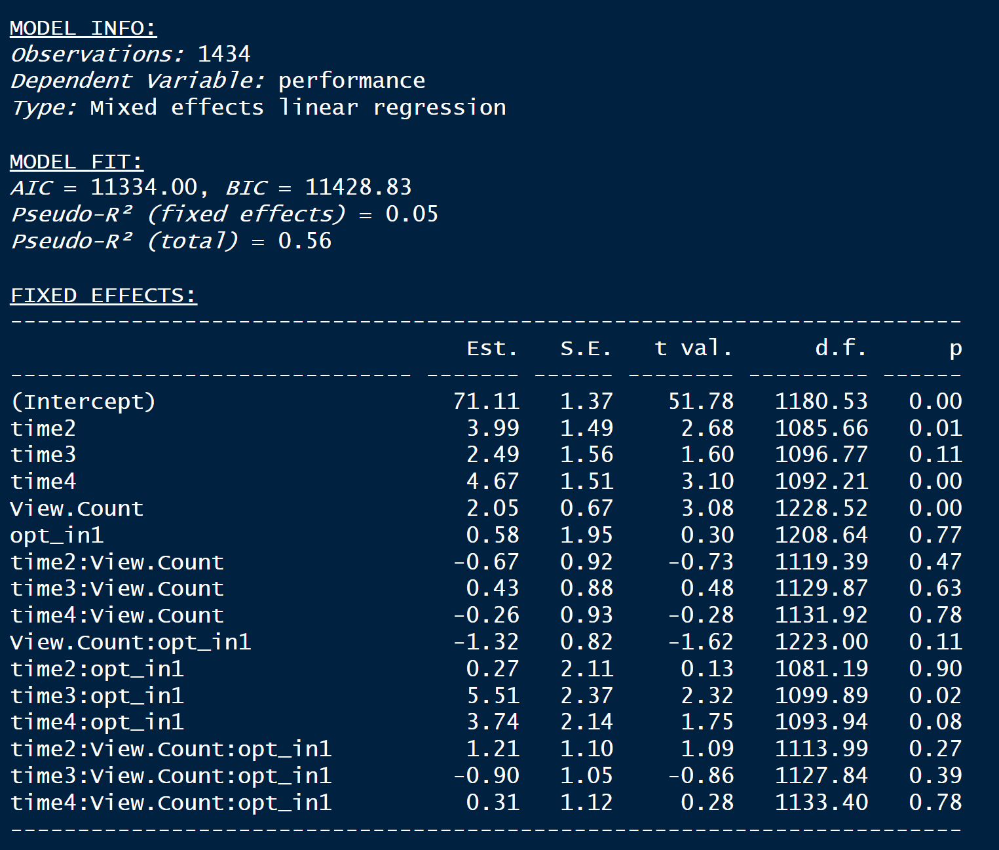 MODEL INFO:
Observations: 1434
Dependent Variable: performance
Type: Mixed effects linear regression
MODEL FIT:
AIC = 11334.00, BIC = 11428.83
Pseudo-R² (fixed effects) = 0.05
Pseudo-R² (total) = 0.56
FIXED EFFECTS:
-----------------------------------------------------------------------
Est. S.E. t val. d.f. p
------------------------------ ------- ------ -------- --------- ------
(Intercept) 71.11 1.37 51.78 1180.53 0.00
time2 3.99 1.49 2.68 1085.66 0.01
time3 2.49 1.56 1.60 1096.77 0.11
time4 4.67 1.51 3.10 1092.21 0.00
View.Count 2.05 0.67 3.08 1228.52 0.00
opt_in1 0.58 1.95 0.30 1208.64 0.77
time2:View.Count -0.67 0.92 -0.73 1119.39 0.47
time3:View.Count 0.43 0.88 0.48 1129.87 0.63
time4:View.Count -0.26 0.93 -0.28 1131.92 0.78
View.Count:opt_in1 -1.32 0.82 -1.62 1223.00 0.11
time2:opt_in1 0.27 2.11 0.13 1081.19 0.90
time3:opt_in1 5.51 2.37 2.32 1099.89 0.02
time4:opt_in1 3.74 2.14 1.75 1093.94 0.08
time2:View.Count:opt_in1 1.21 1.10 1.09 1113.99 0.27
time3:View.Count:opt_in1 -0.90 1.05 -0.86 1127.84 0.39
time4:View.Count:opt_in1 0.31 1.12 0.28 1133.40 0.78
-----------------------------------------------------------------------